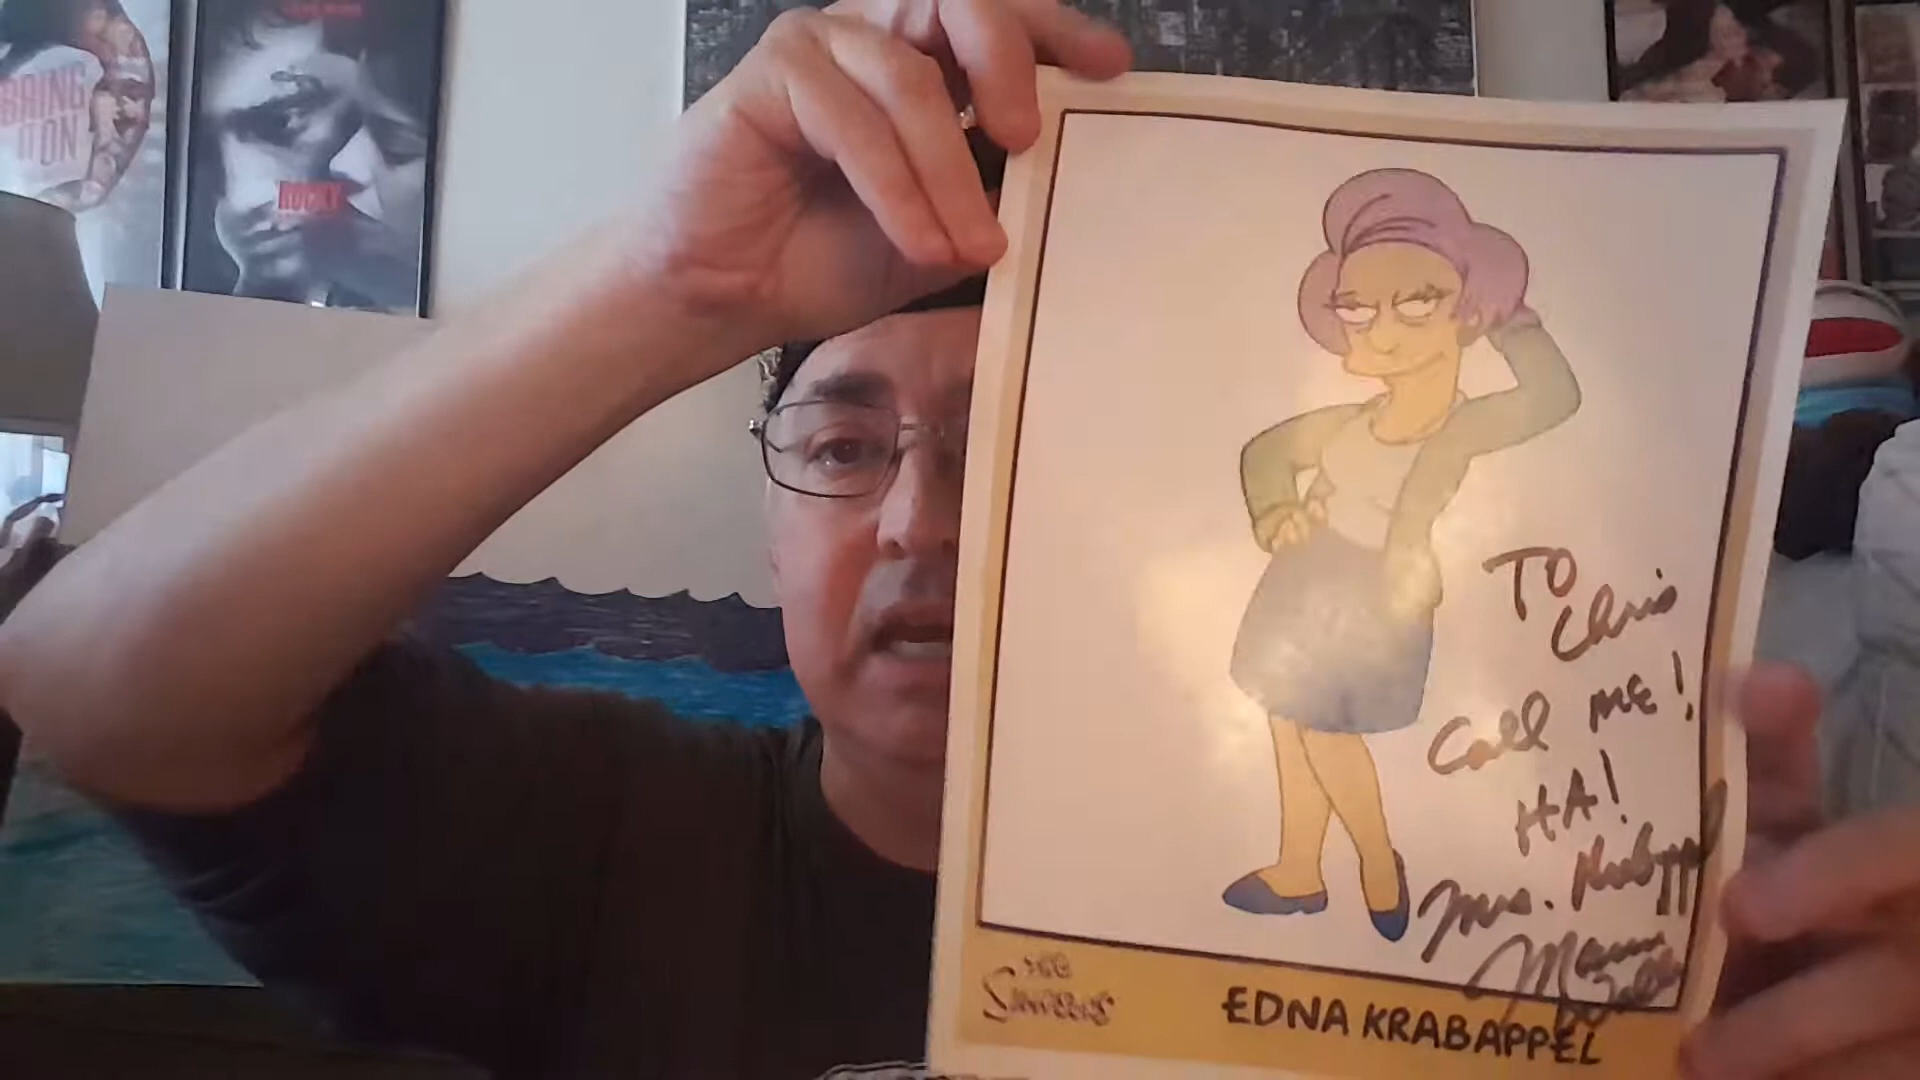 BRING
IT ON
ROCKY
TO
Chris
Call ME!
HA!
Mrs. Krabappel
THE
SIMPSONS
EDNA KRABAPPEL